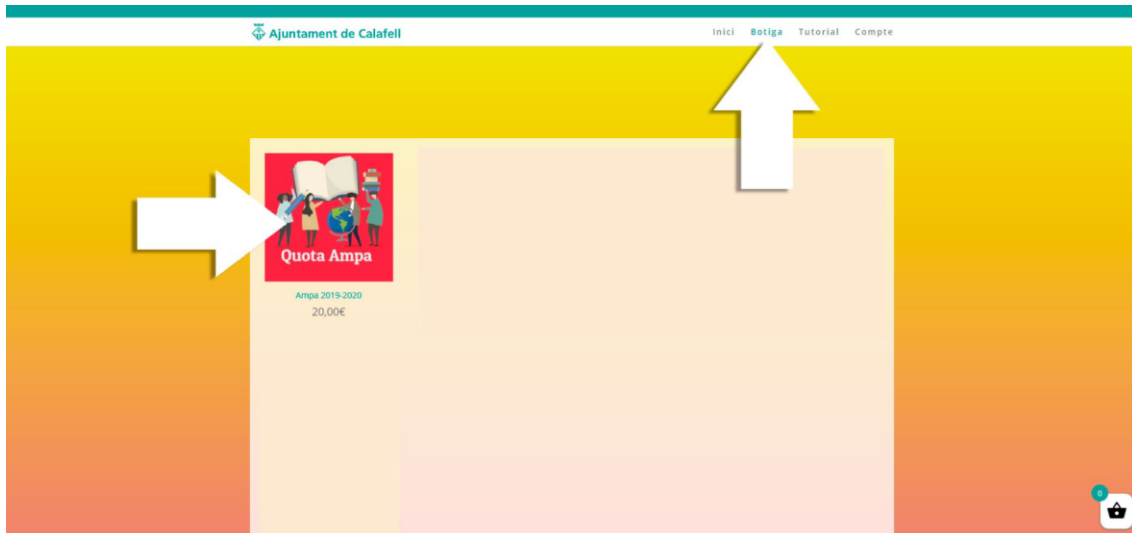 Ajuntament de Calafell
Inici Botiga Tutorial Compte
Quota Ampa
Ampa 2019-2020
20,00€
0